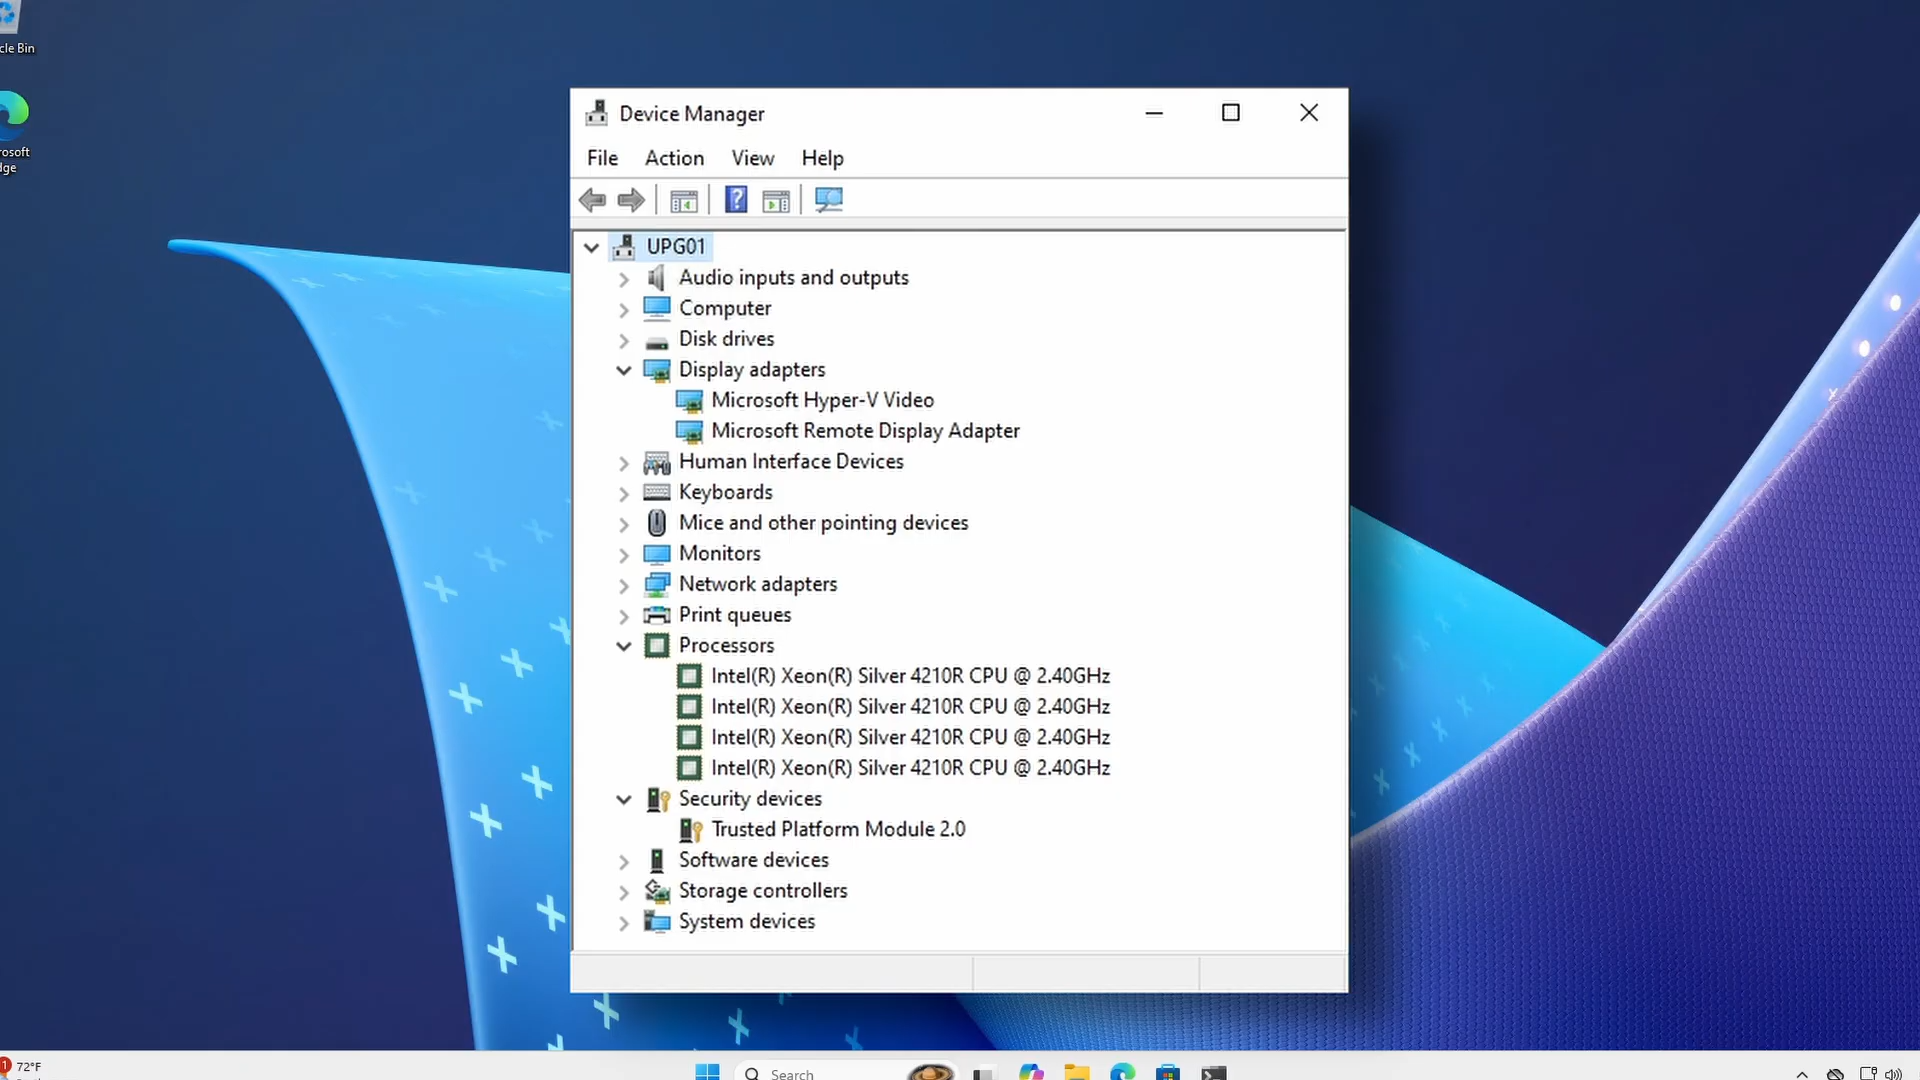 cle Bin
rosoft
dge
Device Manager
File Action View Help
UPG01
Audio inputs and outputs
Computer
Disk drives
Display adapters
Microsoft Hyper-V Video
Microsoft Remote Display Adapter
Human Interface Devices
Keyboards
Mice and other pointing devices
Monitors
Network adapters
Print queues
Processors
Intel(R) Xeon(R) Silver 4210R CPU @ 2.40GHz
Intel(R) Xeon(R) Silver 4210R CPU @ 2.40GHz
Intel(R) Xeon(R) Silver 4210R CPU @ 2.40GHz
Intel(R) Xeon(R) Silver 4210R CPU @ 2.40GHz
Security devices
Trusted Platform Module 2.0
Software devices
Storage controllers
System devices
1 72°F
Search